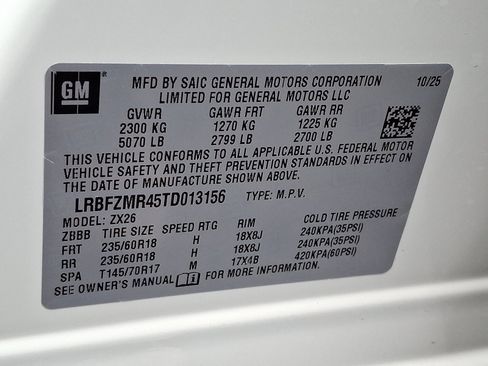 GM
MFD BY SAIC GENERAL MOTORS CORPORATION 10/25
LIMITED FOR GENERAL MOTORS LLC
GVWR GAWR FRT GAWR RR
2300 KG 1270 KG 1225 KG
5070 LB 2799 LB 2700 LB
THIS VEHICLE CONFORMS TO ALL APPLICABLE U.S. FEDERAL MOTOR
VEHICLE SAFETY AND THEFT PREVENTION STANDARDS IN EFFECT ON
THE DATE OF MANUFACTURE SHOWN ABOVE.
LRBFZMR45TD013156 TYPE: M.P.V.
MODEL: ZX26
ZBBB TIRE SIZE SPEED RTG RIM COLD TIRE PRESSURE
FRT 235/60R18 H 18X8J 240KPA(35PSI)
RR 235/60R18 H 18X8J 240KPA(35PSI)
SPA T145/70R17 M 17X4B 420KPA(60PSI)
SEE OWNER'S MANUAL FOR MORE INFORMATION.